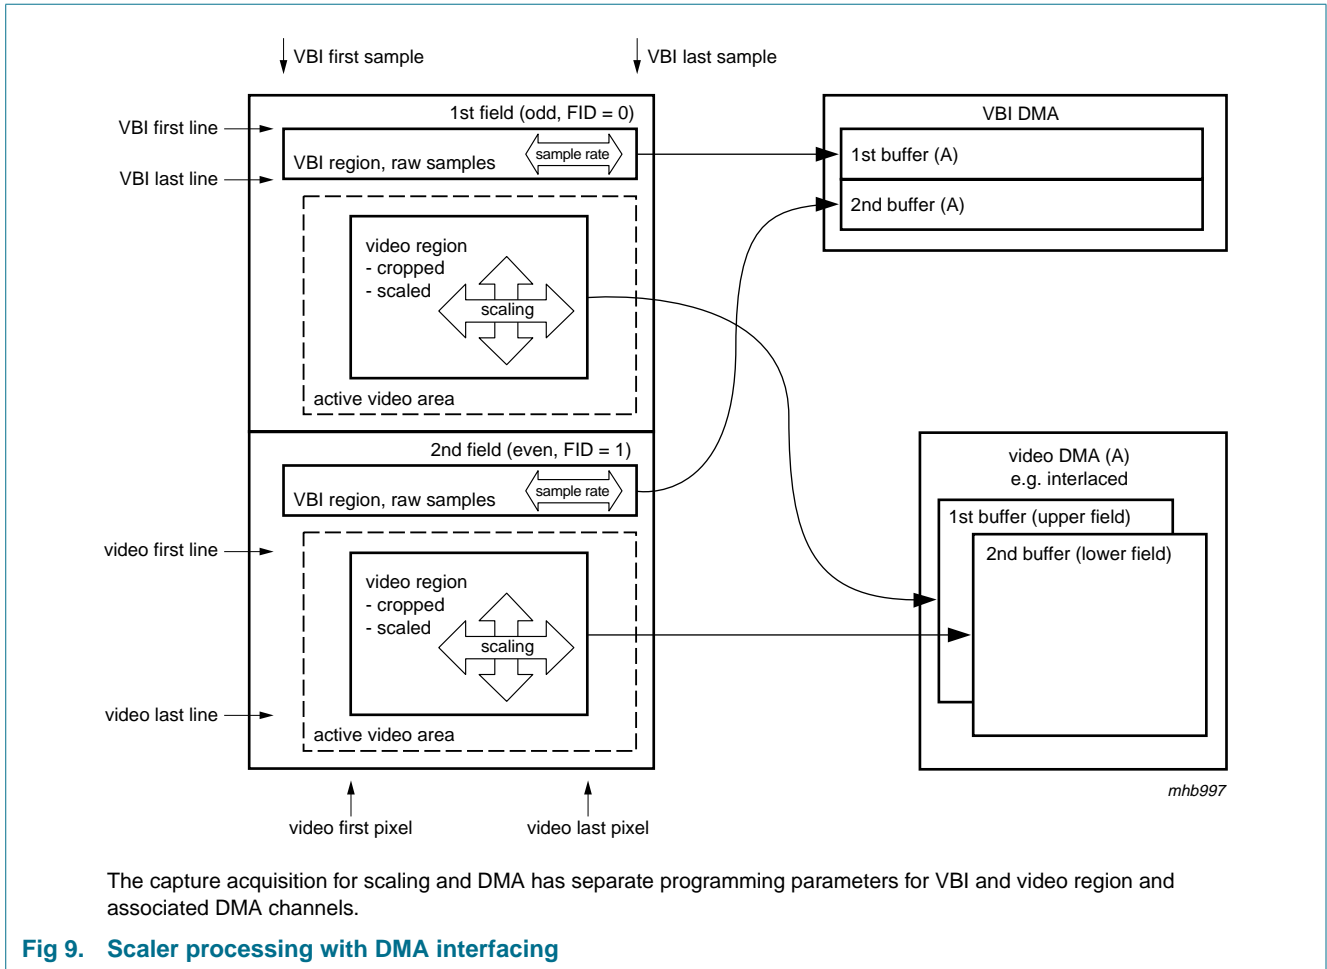 VBI first sample
VBI last sample
1st field (odd, FID = 0)
VBI first line
VBI region, raw samples
sample rate
VBI last line
video region
- cropped
- scaled
scaling
active video area
2nd field (even, FID = 1)
VBI region, raw samples
sample rate
video first line
video region
- cropped
- scaled
scaling
video last line
active video area
video first pixel
video last pixel
VBI DMA
1st buffer (A)
2nd buffer (A)
video DMA (A)
e.g. interlaced
1st buffer (upper field)
2nd buffer (lower field)
mhb997
The capture acquisition for scaling and DMA has separate programming parameters for VBI and video region and
associated DMA channels.
Fig 9. Scaler processing with DMA interfacing